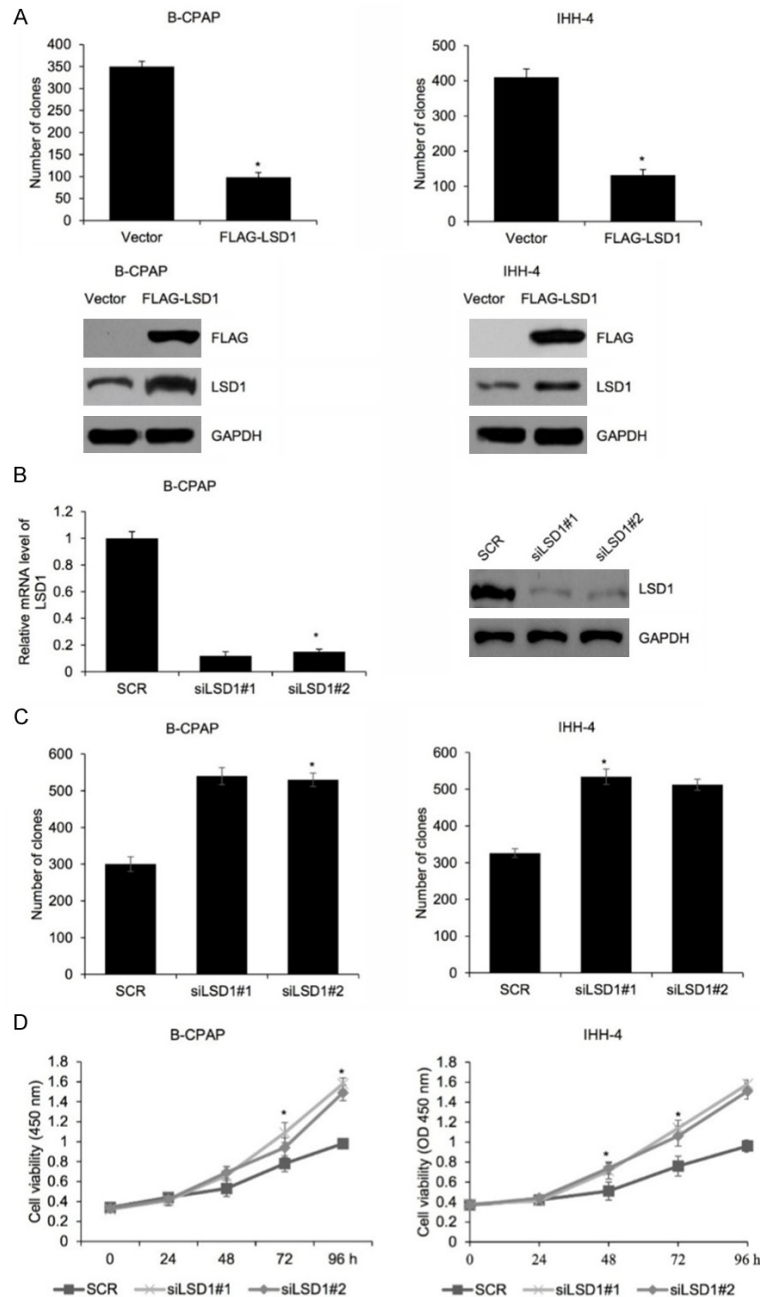 A
B-CPAP
Number of clones
400
350
300
250
200
150
100
50
0
*
Vector
FLAG-LSD1
IHH-4
Number of clones
500
400
300
200
100
0
*
Vector
FLAG-LSD1
B-CPAP
Vector FLAG-LSD1
FLAG
LSD1
GAPDH
IHH-4
Vector FLAG-LSD1
FLAG
LSD1
GAPDH
B
B-CPAP
Relative mRNA level of
LSD1
1.2
1
0.8
0.6
0.4
0.2
0
*
SCR
siLSD1#1
siLSD1#2
SCR
siLSD1#1
siLSD1#2
LSD1
GAPDH
C
B-CPAP
Number of clones
600
500
400
300
200
100
0
*
SCR
siLSD1#1
siLSD1#2
IHH-4
Number of clones
600
500
400
300
200
100
0
*
SCR
siLSD1#1
siLSD1#2
D
B-CPAP
Cell viability (450 nm)
1.8
1.6
1.4
1.2
1
0.8
0.6
0.4
0.2
0
*
*
0 24 48 72 96 h
SCR siLSD1#1 siLSD1#2
IHH-4
Cell viability (OD 450 nm)
1.8
1.6
1.4
1.2
1
0.8
0.6
0.4
0.2
0
*
*
0 24 48 72 96 h
SCR siLSD1#1 siLSD1#2